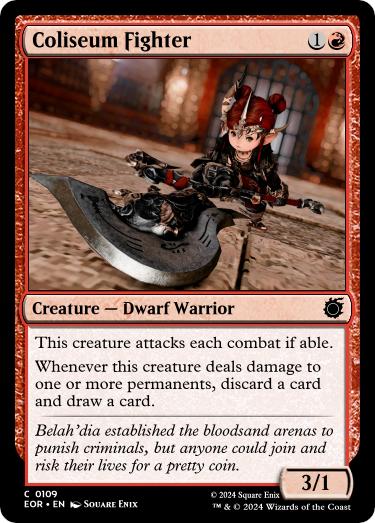 Coliseum Fighter
1
Creature — Dwarf Warrior
This creature attacks each combat if able.
Whenever this creature deals damage to
one or more permanents, discard a card
and draw a card.
Belah'dia established the bloodsand arenas to
punish criminals, but anyone could join and
risk their lives for a pretty coin.
3/1
C 0109
EOR • EN Square Enix
© 2024 Square Enix
™ & © 2024 Wizards of the Coast